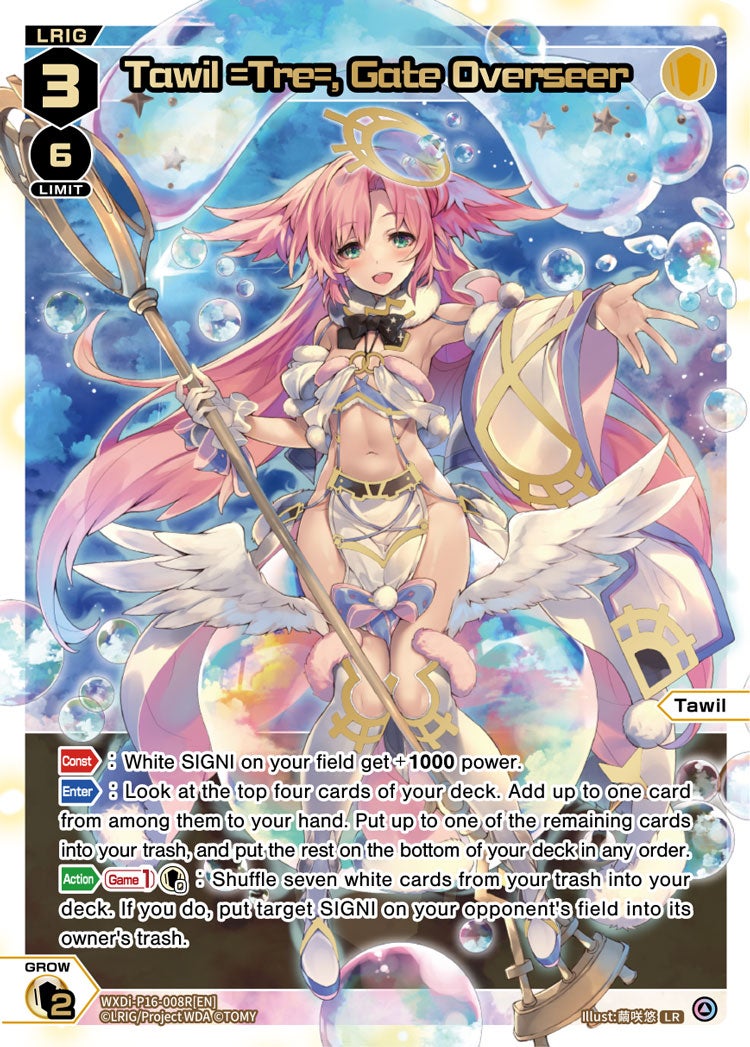 LRIG
3
Tawil =Tre=, Gate Overseer
6
LIMIT
Tawil
Const : White SIGNI on your field get +1000 power.
Enter : Look at the top four cards of your deck. Add up to one card
from among them to your hand. Put up to one of the remaining cards
into your trash, and put the rest on the bottom of your deck in any order.
Action Game 1 0 : Shuffle seven white cards from your trash into your
deck. If you do, put target SIGNI on your opponent's field into its
owner's trash.
GROW
2
WXDi-P16-008R[EN]
©LRIG/Project WDA ©TOMY
Illust:繭咲悠 LR